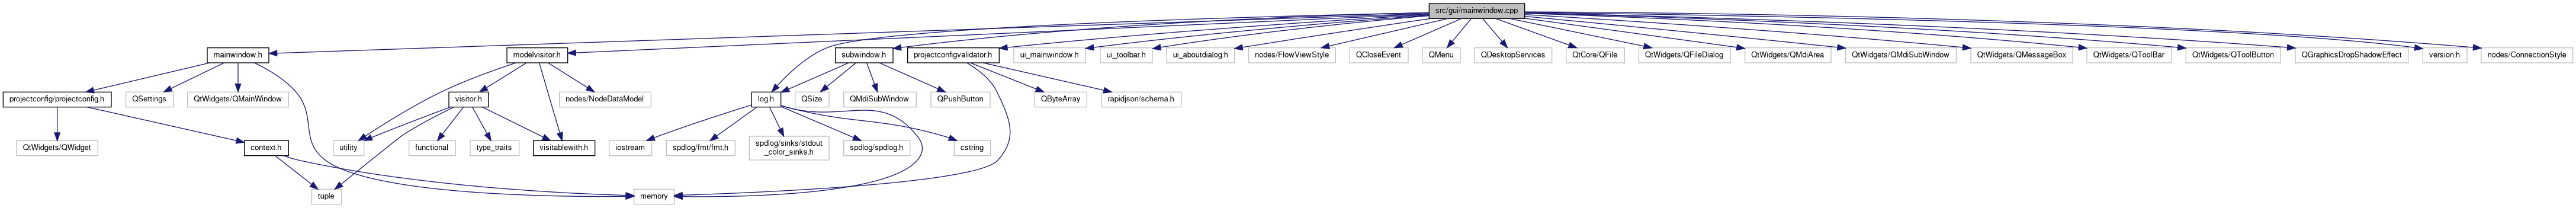 src/gui/mainwindow.cpp
mainwindow.h
modelvisitor.h
subwindow.h
projectconfigvalidator.h
ui_mainwindow.h
ui_toolbar.h
ui_aboutdialog.h
nodes/FlowViewStyle
QCloseEvent
QMenu
QDesktopServices
QtCore/QFile
QtWidgets/QFileDialog
QtWidgets/QMdiArea
QtWidgets/QMdiSubWindow
QtWidgets/QMessageBox
QtWidgets/QToolBar
QtWidgets/QToolButton
QGraphicsDropShadowEffect
version.h
nodes/ConnectionStyle
projectconfig/projectconfig.h
QSettings
QtWidgets/QMainWindow
visitor.h
nodes/NodeDataModel
log.h
QSize
QMdiSubWindow
QPushButton
QByteArray
rapidjson/schema.h
QtWidgets/QWidget
context.h
utility
functional
type_traits
visitablewith.h
iostream
spdlog/fmt/fmt.h
spdlog/sinks/stdout
_color_sinks.h
spdlog/spdlog.h
cstring
tuple
memory